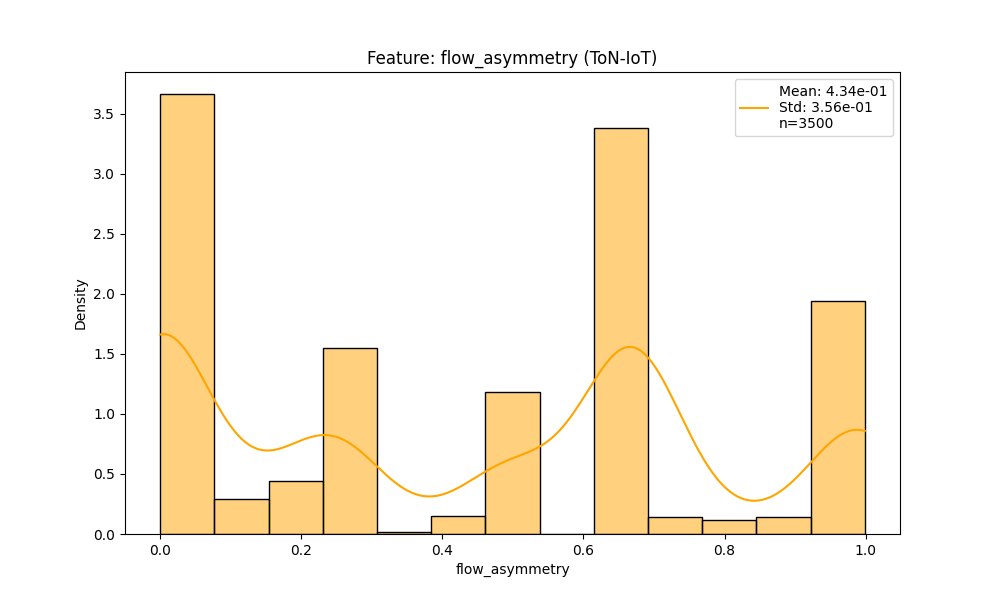 Feature: flow_asymmetry (ToN-IoT)
Mean: 4.34e-01
Std: 3.56e-01
n=3500
3.5
3.0
2.5
2.0
1.5
1.0
0.5
0.0
Density
0.0 0.2 0.4 0.6 0.8 1.0
flow_asymmetry